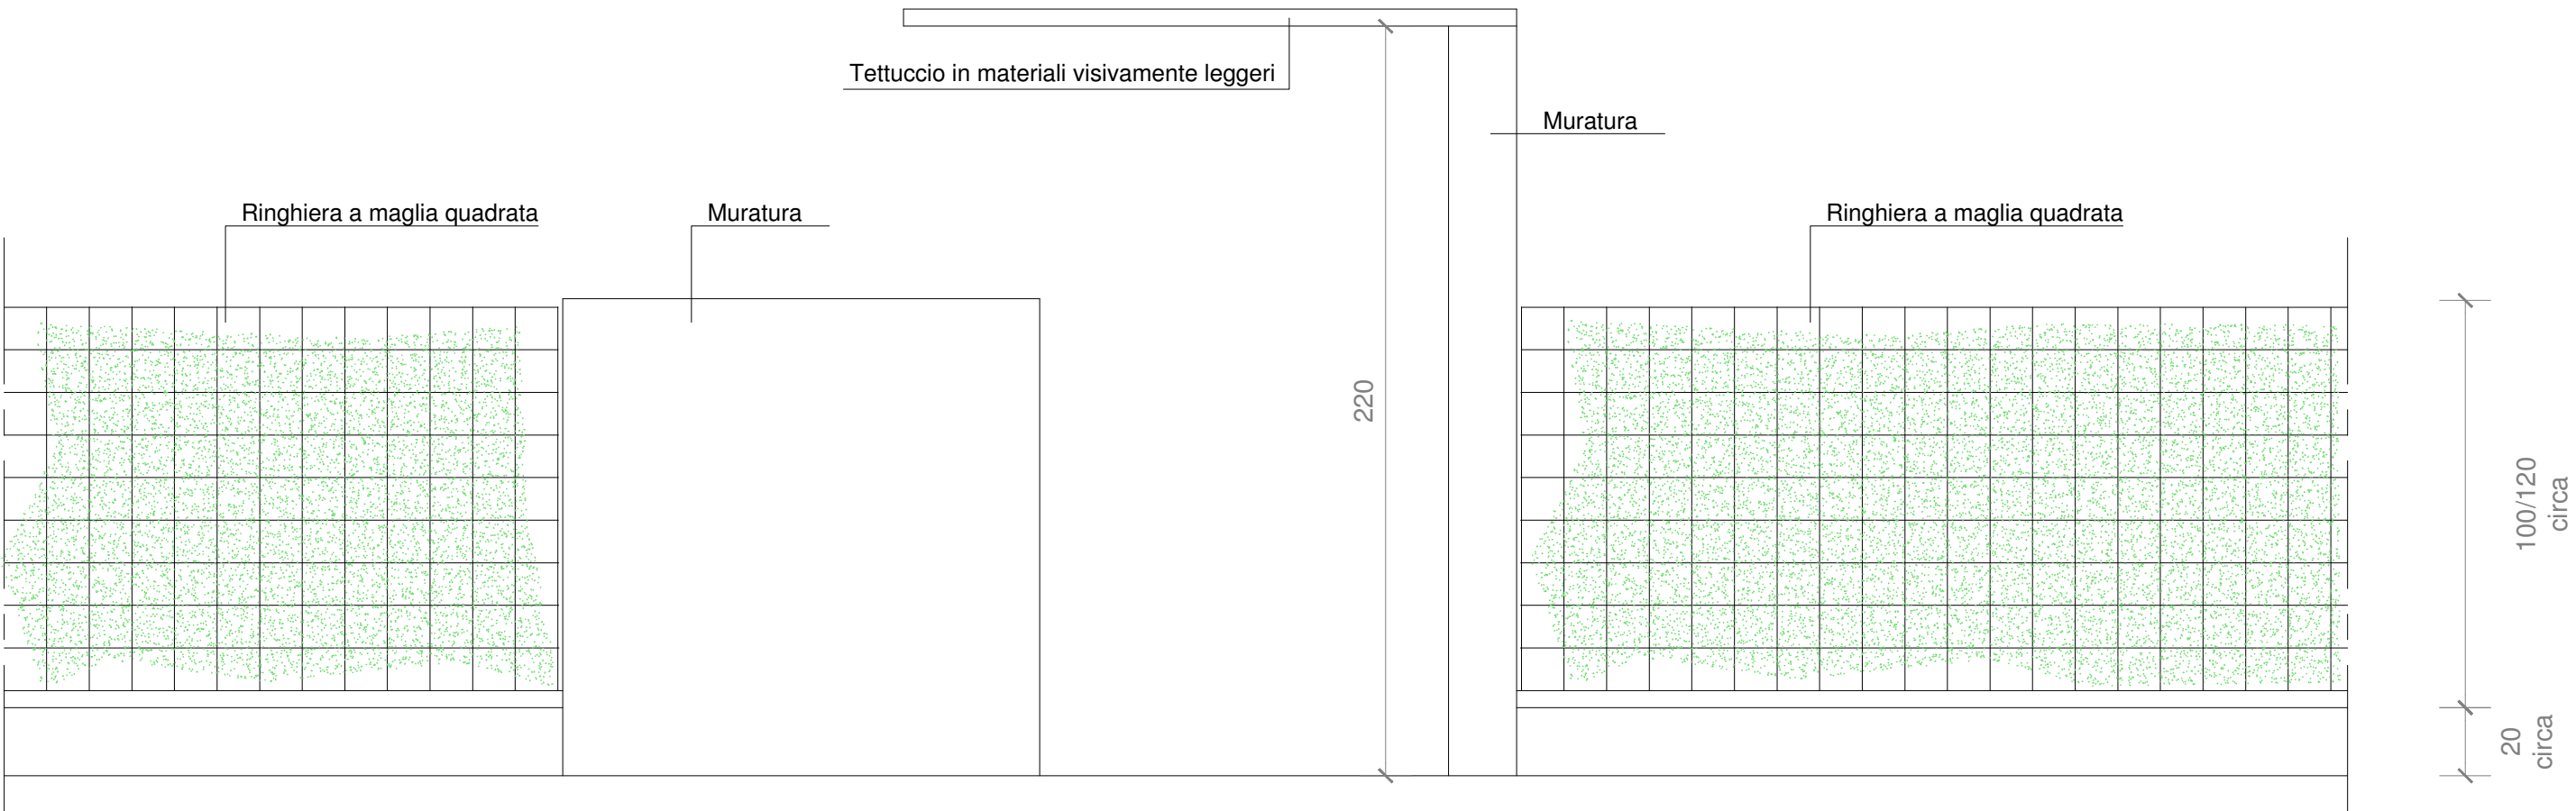 Tettuccio in materiali visivamente leggeri
Muratura
Ringhiera a maglia quadrata
Muratura
Ringhiera a maglia quadrata
220
100/120
circa
20
circa